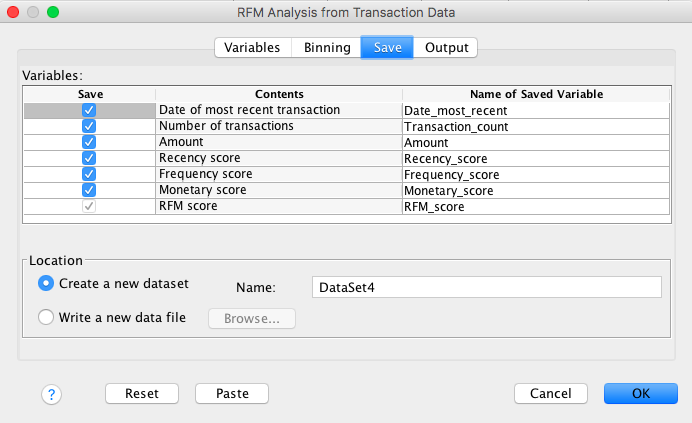 RFM Analysis from Transaction Data
Variables Binning Save Output
Variables:
Save Contents Name of Saved Variable
Date of most recent transaction Date_most_recent
Number of transactions Transaction_count
Amount Amount
Recency score Recency_score
Frequency score Frequency_score
Monetary score Monetary_score
RFM score RFM_score
Location
Create a new dataset Name: DataSet4
Write a new data file Browse...
? Reset Paste Cancel OK